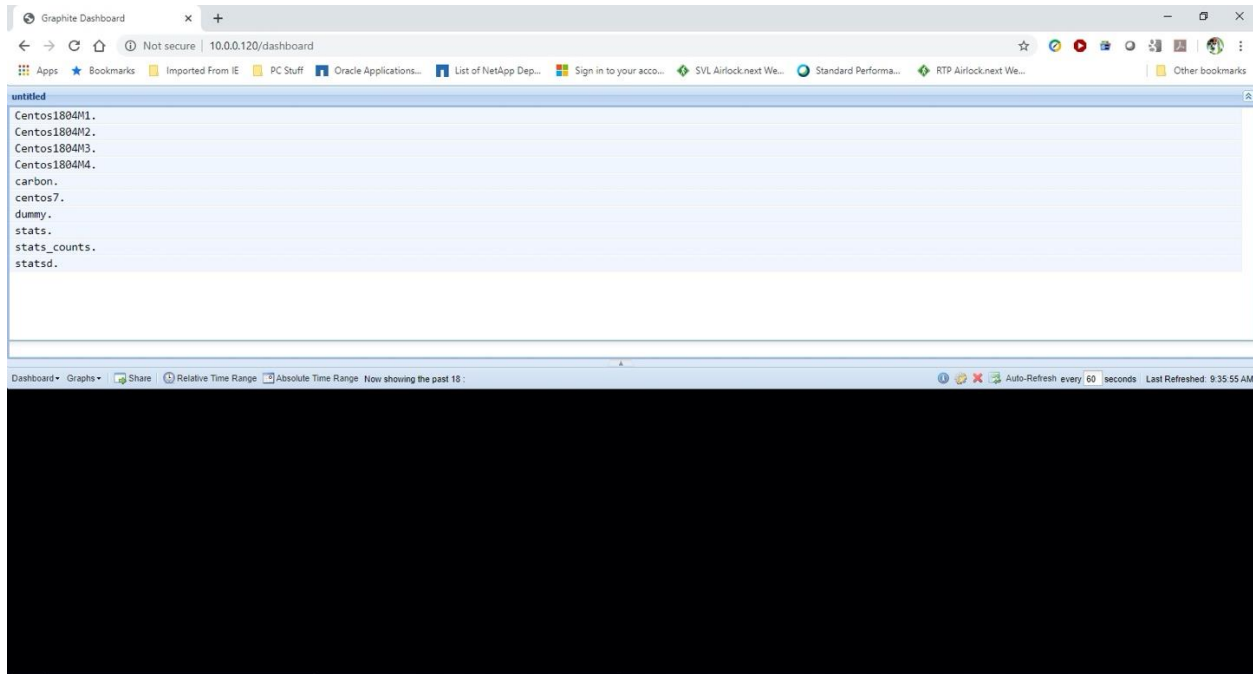 Graphite Dashboard
Not secure | 10.0.0.120/dashboard
Apps Bookmarks Imported From IE PC Stuff Oracle Applications... List of NetApp Dep... Sign in to your acco... SVL Airlock.next We... Standard Performa... RTP Airlock.next We... Other bookmarks
untitled
Centos1804M1.
Centos1804M2.
Centos1804M3.
Centos1804M4.
carbon.
centos7.
dummy.
stats.
stats_counts.
statsd.
Dashboard Graphs Share Relative Time Range Absolute Time Range Now showing the past 18 : Auto-Refresh every 60 seconds Last Refreshed: 9:35:55 AM